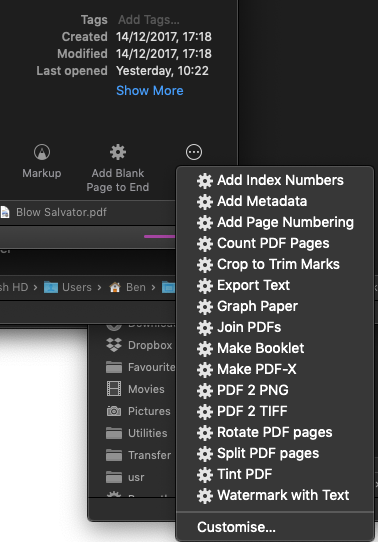 Tags Add Tags...
Created 14/12/2017, 17:18
Modified 14/12/2017, 17:18
Last opened Yesterday, 10:22
Show More
Markup
Add Blank
Page to End
Blow Salvator.pdf
sh HD > Users > Ben >
Dropbox
Favourite
Movies
Pictures
Utilities
Transfer
usr
Add Index Numbers
Add Metadata
Add Page Numbering
Count PDF Pages
Crop to Trim Marks
Export Text
Graph Paper
Join PDFs
Make Booklet
Make PDF-X
PDF 2 PNG
PDF 2 TIFF
Rotate PDF pages
Split PDF pages
Tint PDF
Watermark with Text
Customise...